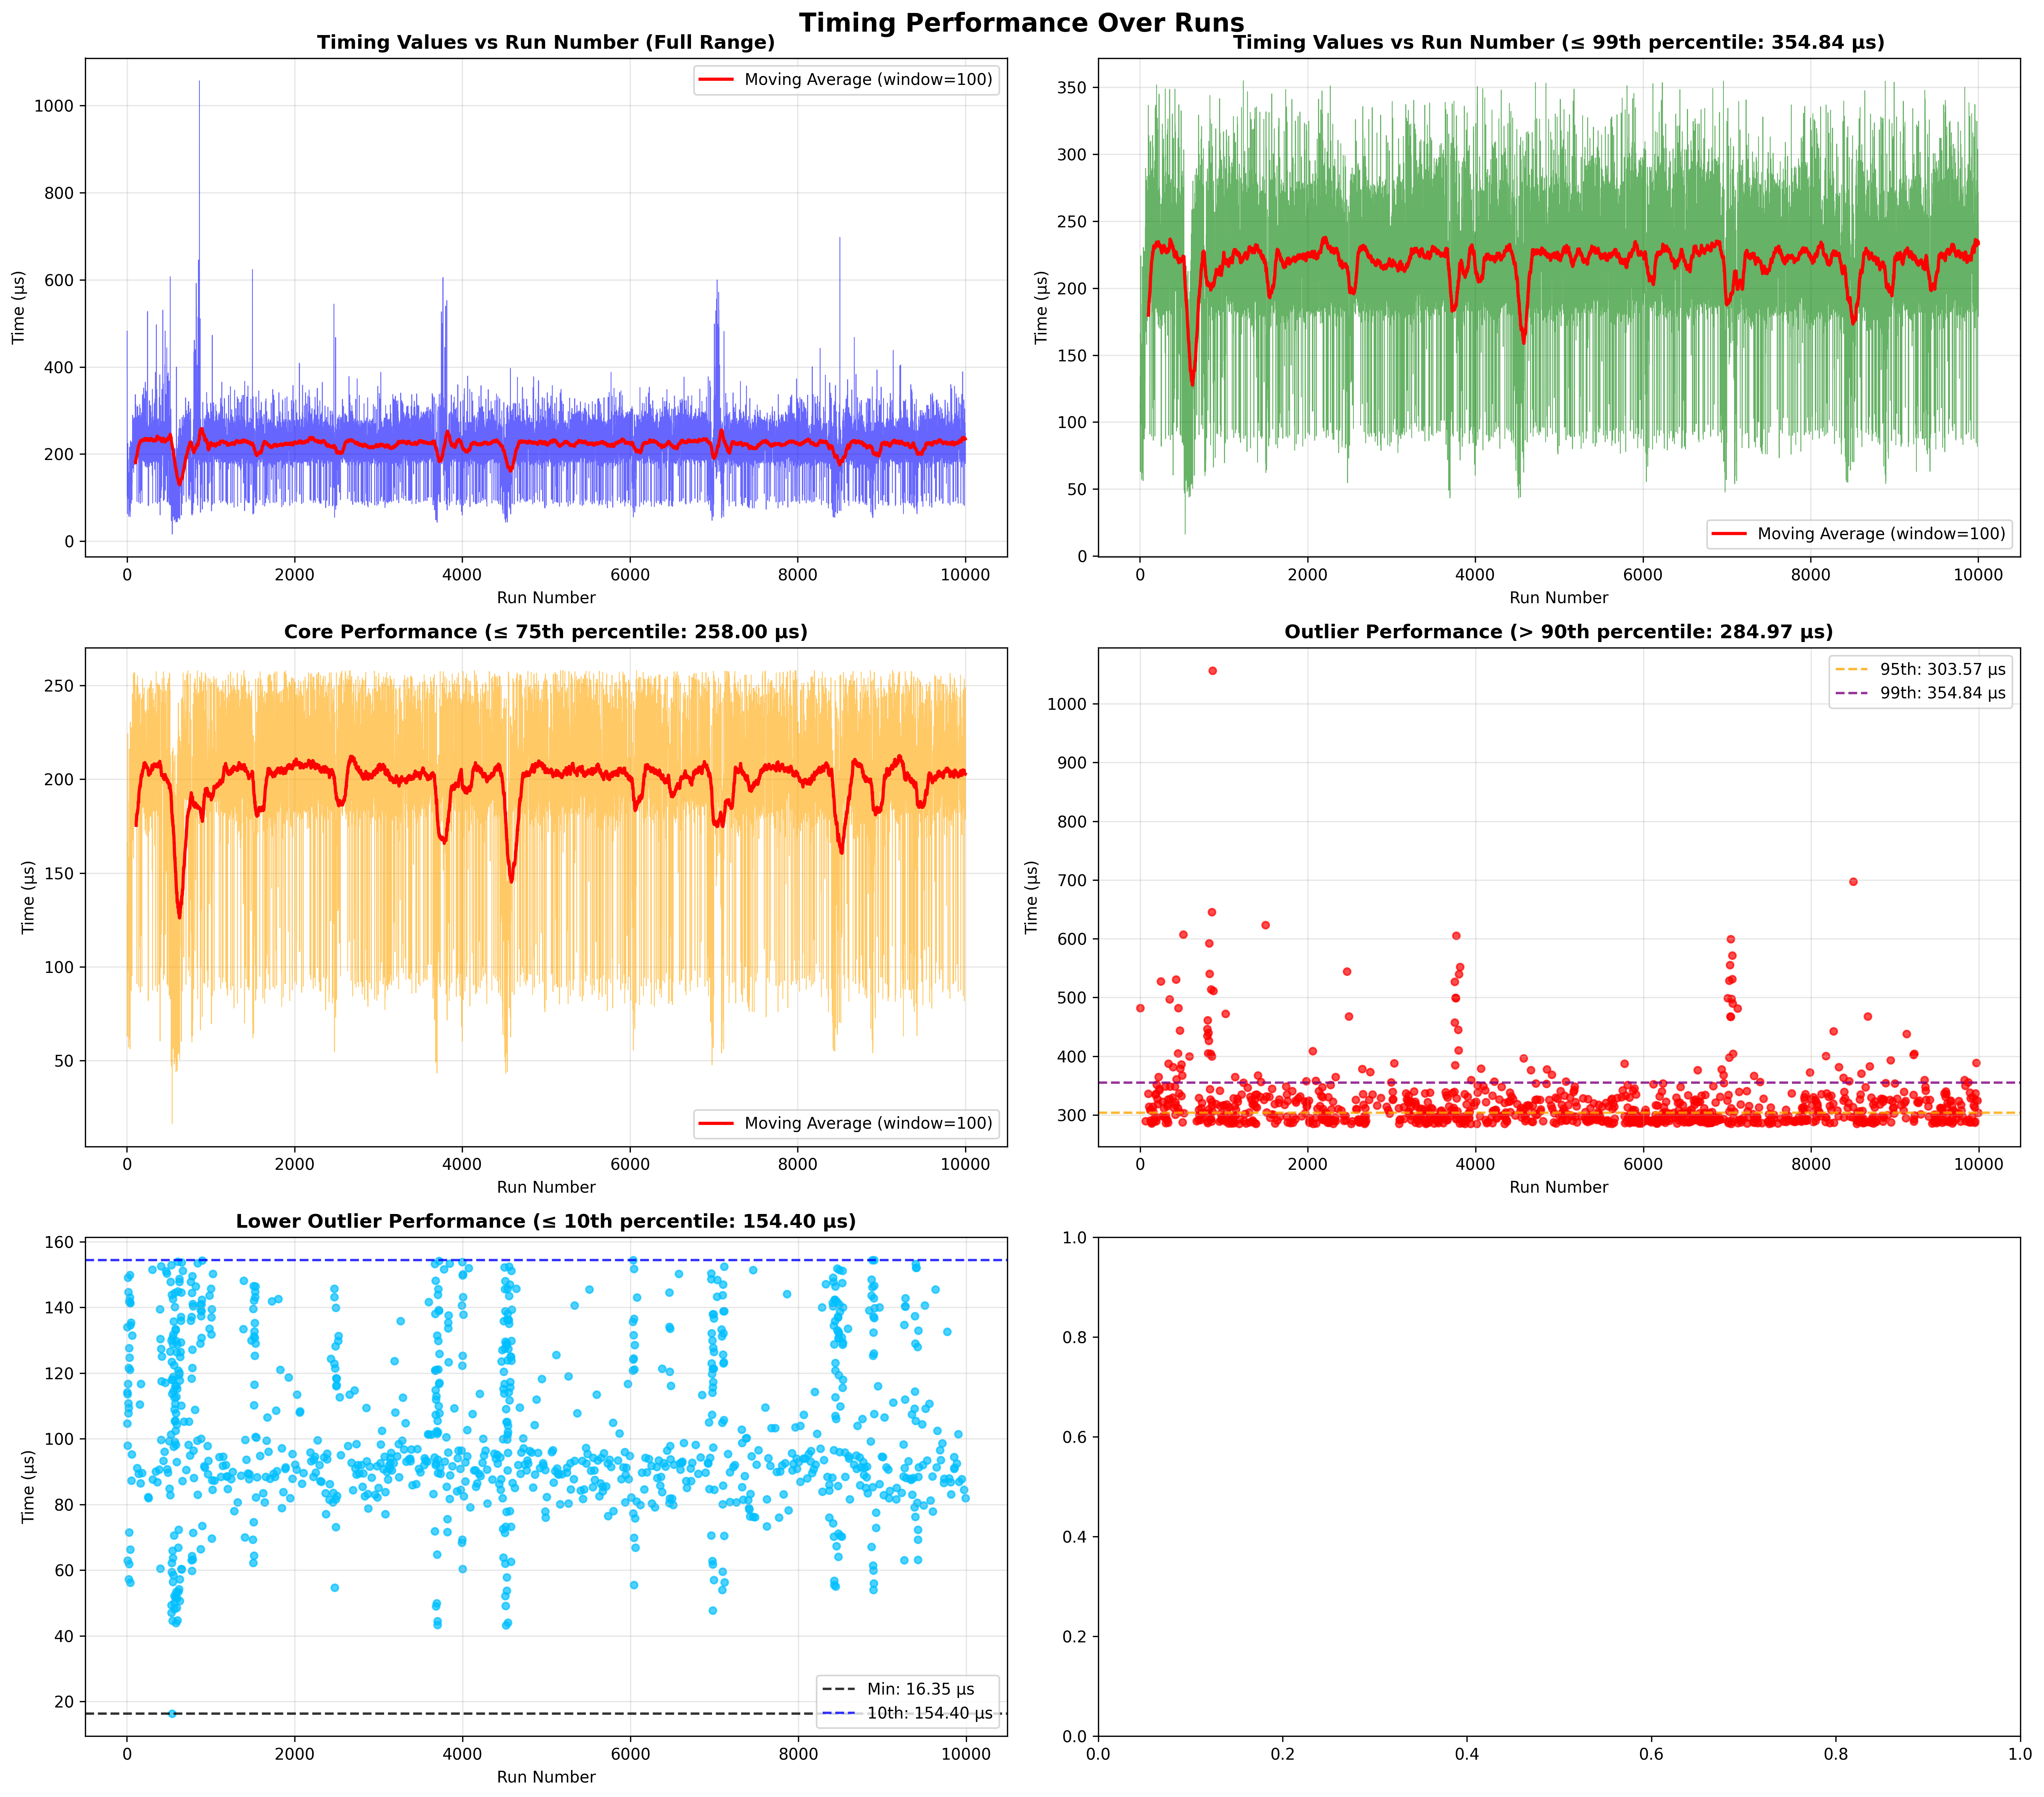 Timing Performance Over Runs
Timing Values vs Run Number (Full Range)
Time (µs)
1000
800
600
400
200
0
Moving Average (window=100)
0 2000 4000 6000 8000 10000
Run Number
Timing Values vs Run Number (≤ 99th percentile: 354.84 µs)
Time (µs)
350
300
250
200
150
100
50
0
Moving Average (window=100)
0 2000 4000 6000 8000 10000
Run Number
Core Performance (≤ 75th percentile: 258.00 µs)
Time (µs)
250
200
150
100
50
Moving Average (window=100)
0 2000 4000 6000 8000 10000
Run Number
Outlier Performance (> 90th percentile: 284.97 µs)
Time (µs)
1000
900
800
700
600
500
400
300
95th: 303.57 µs
99th: 354.84 µs
0 2000 4000 6000 8000 10000
Run Number
Lower Outlier Performance (≤ 10th percentile: 154.40 µs)
Time (µs)
160
140
120
100
80
60
40
20
Min: 16.35 µs
10th: 154.40 µs
0 2000 4000 6000 8000 10000
Run Number
1.0
0.8
0.6
0.4
0.2
0.0
0.0 0.2 0.4 0.6 0.8 1.0